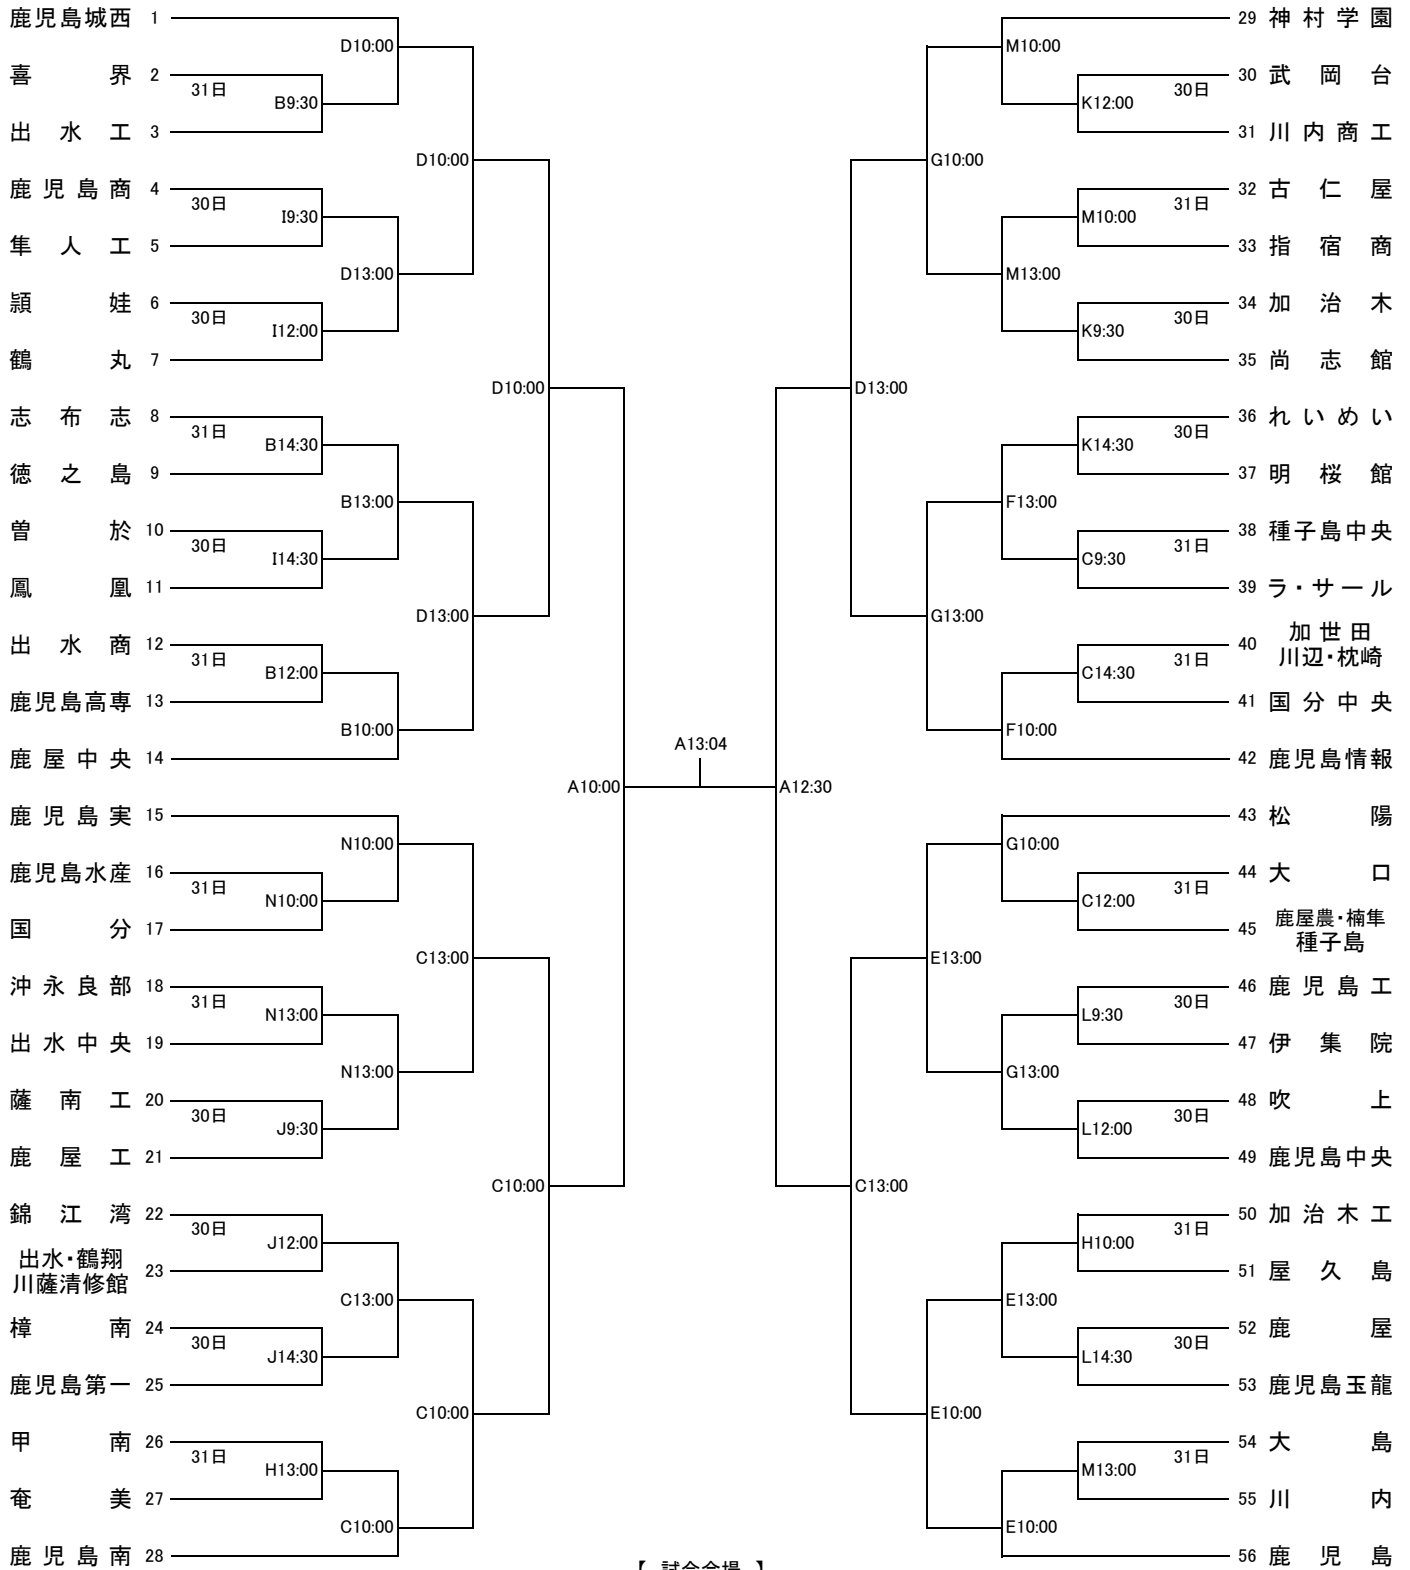 鹿児島城西 1
喜界 2
31日
B9:30
出水工 3
D10:00
鹿児島商 4
30日
I9:30
隼人工 5
D13:00
頴娃 6
30日
I12:00
鶴丸 7
D10:00
志布志 8
31日
B14:30
徳之島 9
B13:00
曽於 10
30日
I14:30
鳳凰 11
D13:00
出水商 12
31日
B12:00
鹿児島高専 13
B10:00
鹿屋中央 14
D10:00
鹿児島実 15
N10:00
鹿児島水産 16
31日
N10:00
国分 17
C13:00
沖永良部 18
31日
N13:00
出水中央 19
N13:00
薩南工 20
30日
J9:30
鹿屋工 21
C10:00
錦江湾 22
30日
J12:00
出水・鶴翔
川薩清修館 23
C13:00
樟南 24
30日
J14:30
鹿児島第一 25
C10:00
甲南 26
31日
H13:00
奄美 27
C10:00
鹿児島南 28
A10:00
A13:04
A12:30
29 神村学園
M10:00
30 武岡台
30日
K12:00
31 川内商工
G10:00
32 古仁屋
31日
M10:00
33 指宿商
M13:00
34 加治木
30日
K9:30
35 尚志館
D13:00
36 れいめい
30日
K14:30
37 明桜館
F13:00
38 種子島中央
31日
C9:30
39 ラ・サール
G13:00
40 加世田
川辺・枕崎
31日
C14:30
41 国分中央
F10:00
42 鹿児島情報
43 松陽
G10:00
44 大口
31日
C12:00
45 鹿屋農・楠隼
種子島
E13:00
46 鹿児島工
30日
L9:30
47 伊集院
G13:00
48 吹上
30日
L12:00
49 鹿児島中央
C13:00
50 加治木工
31日
H10:00
51 屋久島
E13:00
52 鹿屋
30日
L14:30
53 鹿児島玉龍
E10:00
54 大島
31日
M13:00
55 川内
E10:00
56 鹿児島
【 試合会場 】